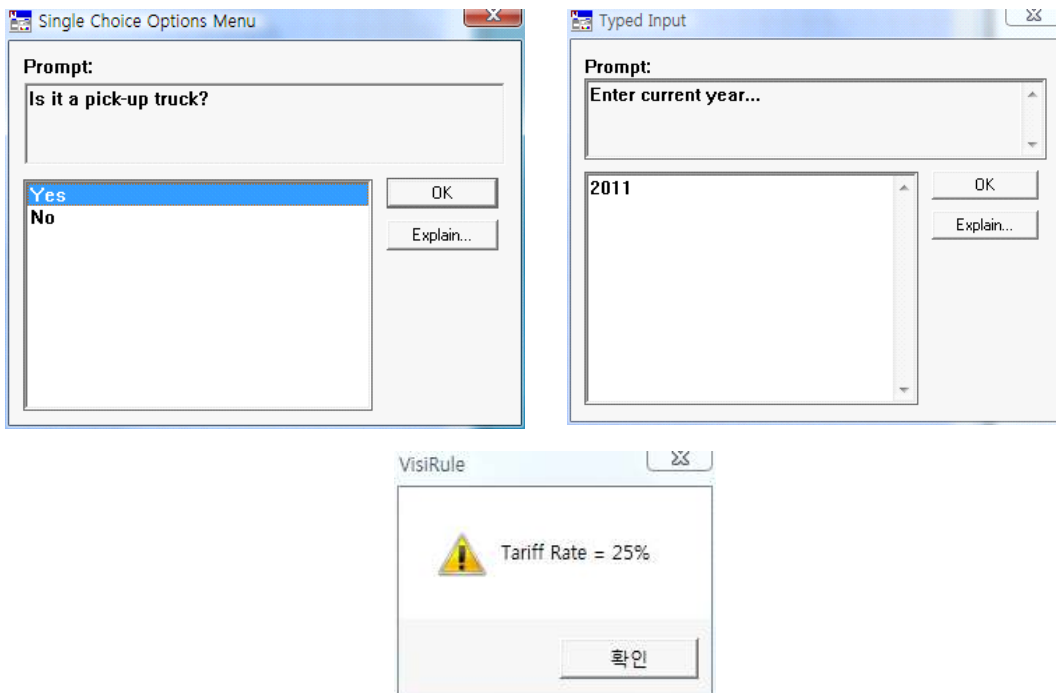 Single Choice Options Menu
Prompt:
Is it a pick-up truck?
Yes
No
OK
Explain...
Typed Input
Prompt:
Enter current year...
2011
OK
Explain...
VisiRule
Tariff Rate = 25%
확인